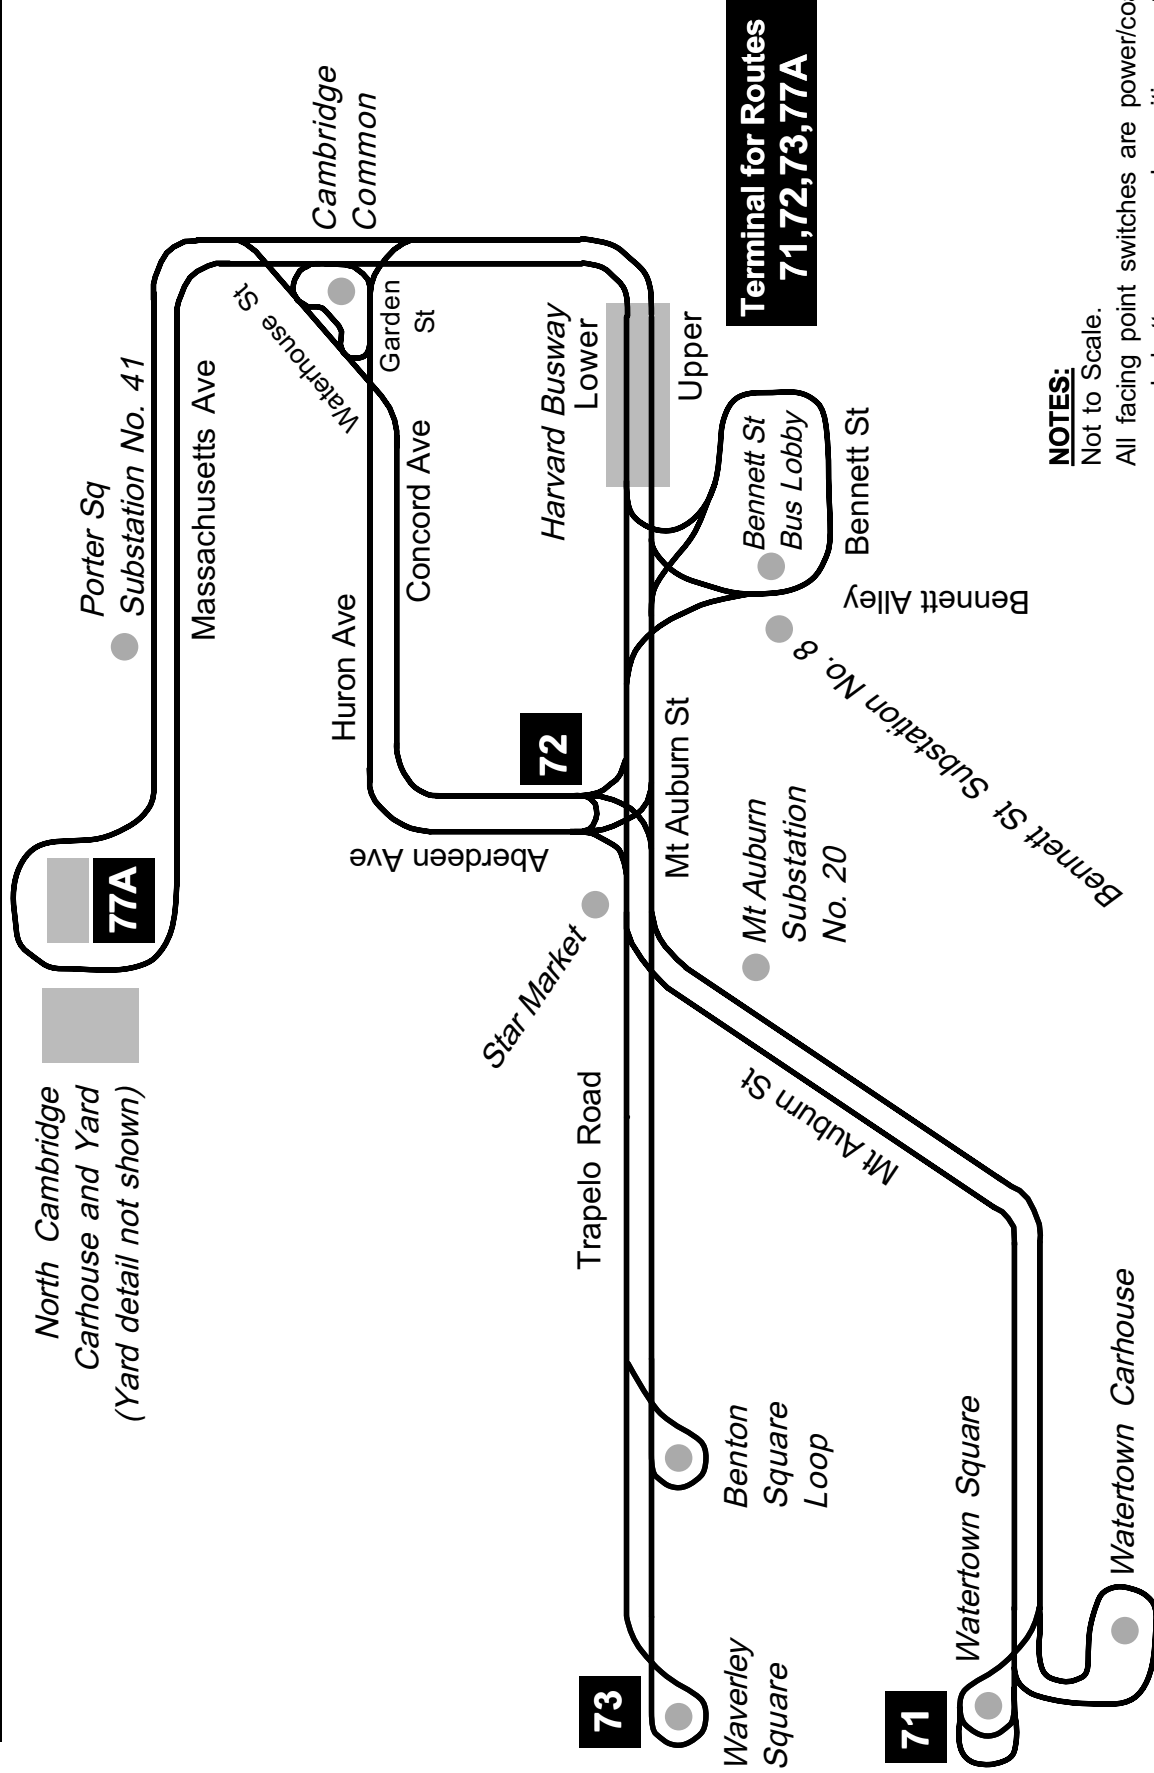 North Cambridge
Carhouse and Yard
(Yard detail not shown)
77A
Porter Sq
Substation No. 41
Massachusetts Ave
Waterhouse St
Cambridge
Common
Garden
St
Huron Ave
Concord Ave
Aberdeen Ave
72
Harvard Busway
Lower
Upper
Terminal for Routes
71,72,73,77A
Bennett St
Bus Lobby
Bennett St
Bennett Alley
Bennett St Substation No. 8
Mt Auburn St
Mt Auburn
Substation
No. 20
Star Market
Trapelo Road
Mt Auburn St
Benton
Square
Loop
73
Waverley
Square
71
Watertown Square
Watertown Carhouse
NOTES:
Not to Scale.
All facing point switches are